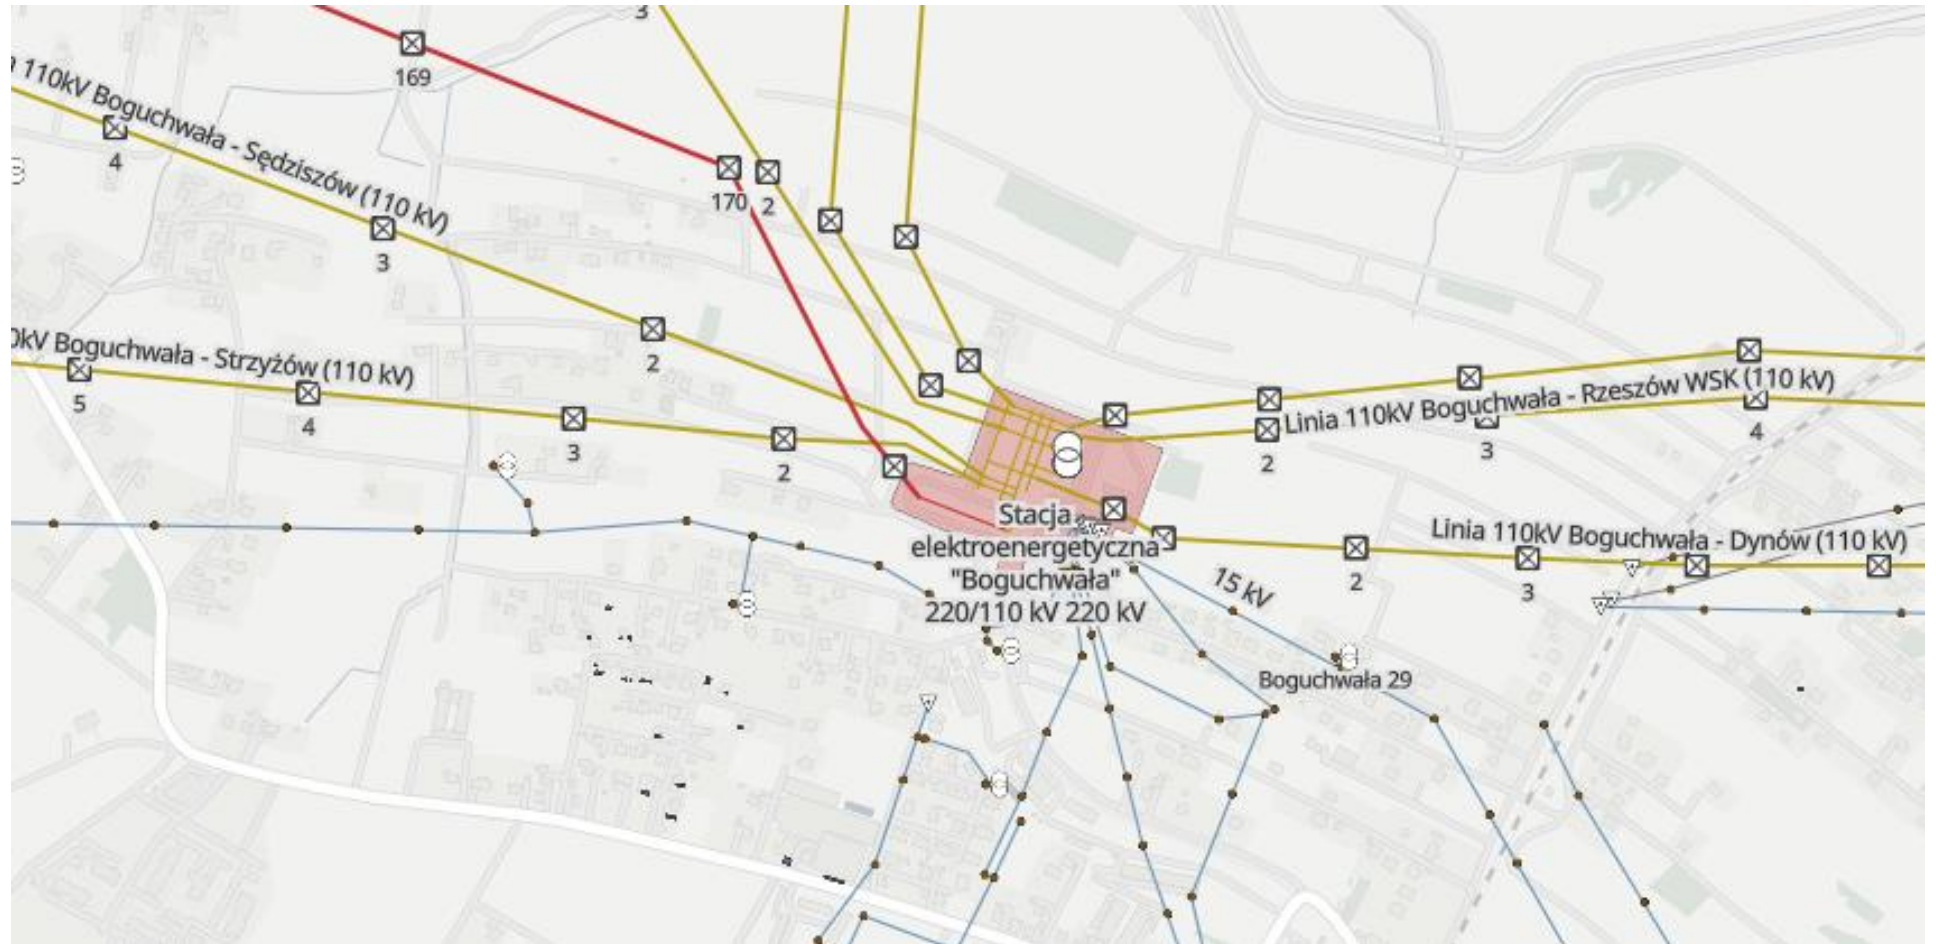 3
169
110kV Boguchwała - Sędziszów (110 kV)
4
170
2
3
2
0kV Boguchwała - Strzyżów (110 kV)
5
4
3
2
Linia 110kV Boguchwała - Rzeszów WSK (110 kV)
2
3
4
Stacja
elektroenergetyczna
"Boguchwała"
220/110 kV 220 kV
Linia 110kV Boguchwała - Dynów (110 kV)
2
3
15 kV
Boguchwała 29